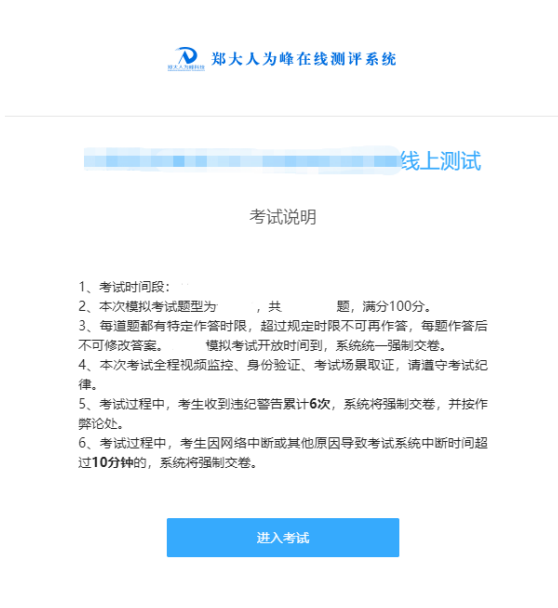 郑大人为峰在线测评系统
线上测试
考试说明
1、考试时间段：
2、本次模拟考试题型为 ，共 题，满分100分。
3、每道题都有特定作答时限，超过规定时限不可再作答，每题作答后
不可修改答案。 模拟考试开放时间到，系统统一强制交卷。
4、本次考试全程视频监控、身份验证、考试场景取证，请遵守考试纪
律。
5、考试过程中，考生收到违纪警告累计6次，系统将强制交卷，并按作
弊论处。
6、考试过程中，考生因网络中断或其他原因导致考试系统中断时间超
过10分钟的，系统将强制交卷。
进入考试